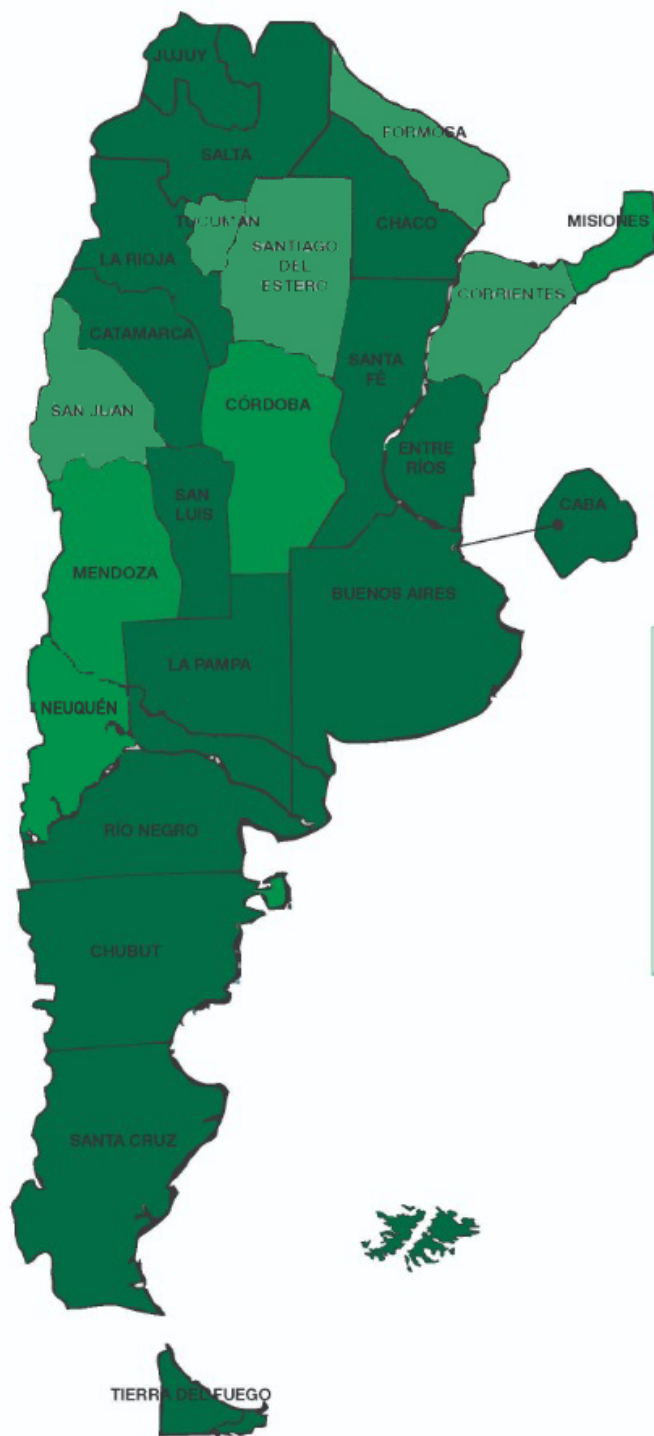 JUJUY
FORMOSA
SALTA
TUCUMÁN
CHACO
MISIONES
SANTIAGO
DEL
ESTERO
LA RIOJA
CORRIENTES
CATAMARCA
SANTA
FÉ
CÓRDOBA
SAN JUAN
ENTRE
RÍOS
SAN
LUIS
CABA
MENDOZA
BUENOS AIRES
LA PAMPA
NEUQUÉN
RÍO NEGRO
CHUBUT
SANTA CRUZ
TIERRA DEL FUEGO